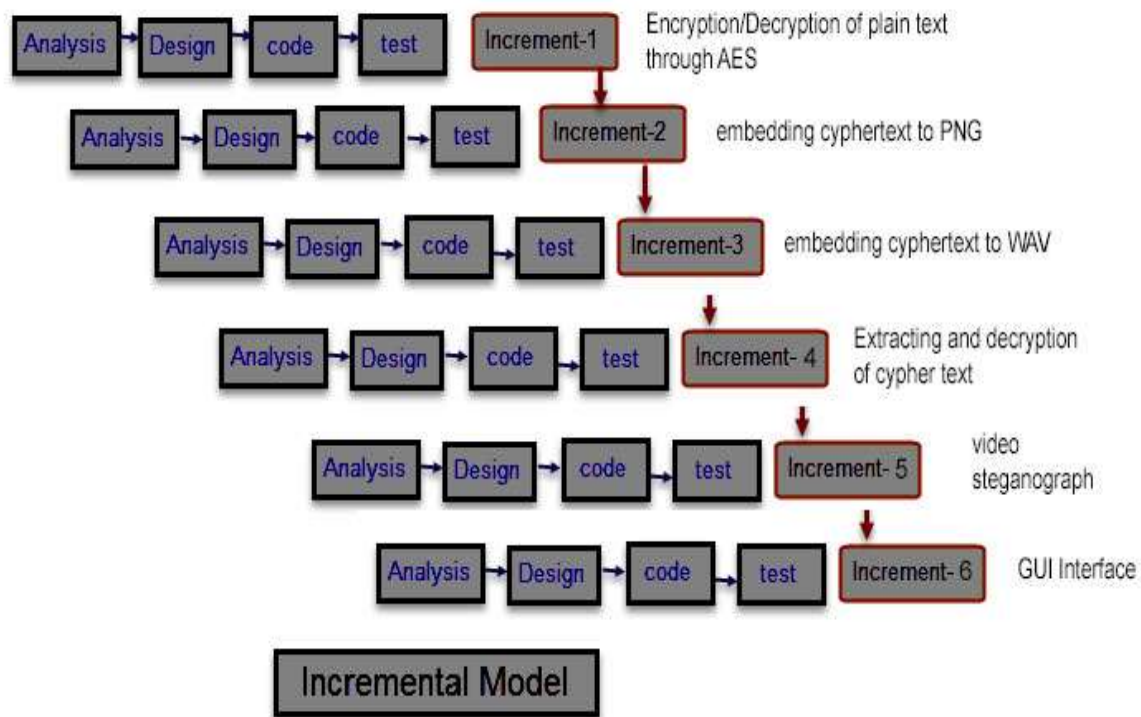 Analysis Design code test Increment-1 Encryption/Decryption of plain text
through AES
Analysis Design code test Increment-2 embedding cyphertext to PNG
Analysis Design code test Increment-3 embedding cyphertext to WAV
Analysis Design code test Increment- 4 Extracting and decryption
of cypher text
Analysis Design code test Increment- 5 video
steganograph
Analysis Design code test Increment- 6 GUI Interface
Incremental Model